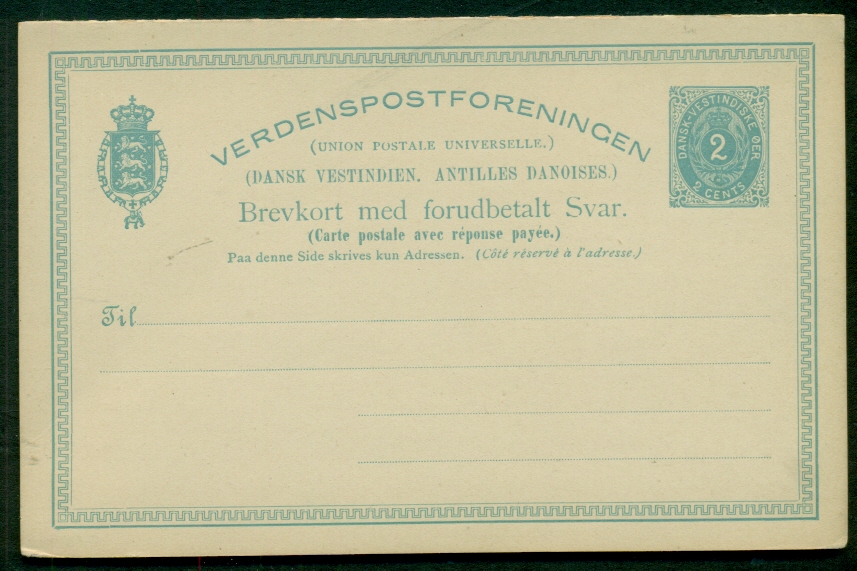 VERDENSPOSTFORENINGEN
(UNION POSTALE UNIVERSELLE.)
(DANSK VESTINDIEN. ANTILLES DANOISES.)
Brevkort med forudbetalt Svar.
(Carte postale avec réponse payée.)
Paa denne Side skrives kun Adressen. (Côté réservé à l'adresse.)
DANSK-VESTINDISKE ØER
2
2 CENTS
Til